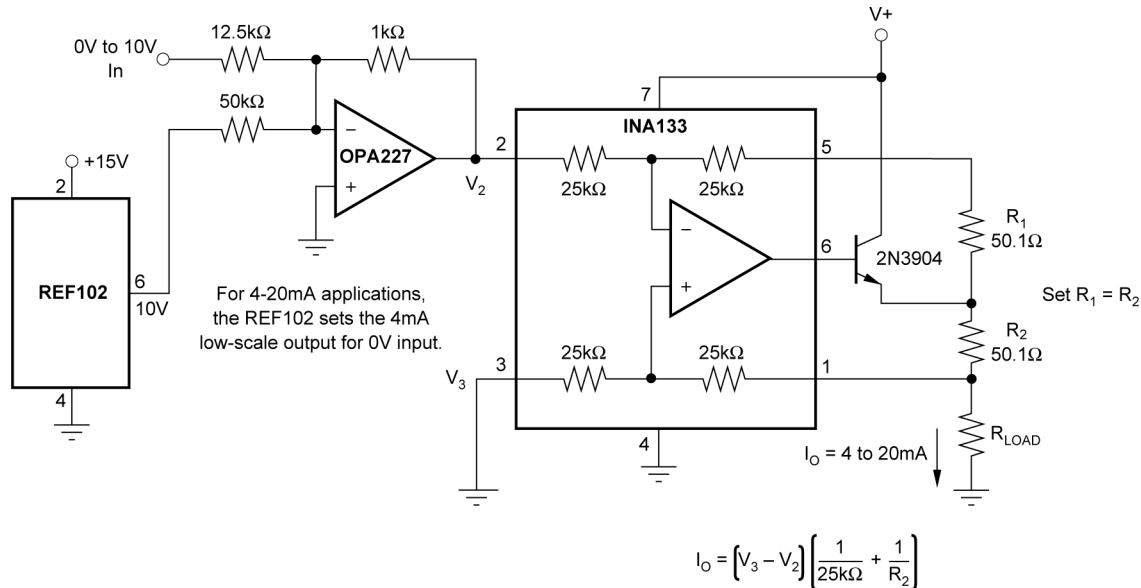 0V to 10V
In
12.5kΩ
1kΩ
50kΩ
−
OPA227
+
V2
+15V
2
REF102
6
10V
4
For 4-20mA applications,
the REF102 sets the 4mA
low-scale output for 0V input.
V+
7
INA133
2
25kΩ
25kΩ
5
−
+
6
2N3904
R1
50.1Ω
Set R1 = R2
R2
50.1Ω
V3
3
25kΩ
25kΩ
1
4
IO = 4 to 20mA
RLOAD
IO = (V3 – V2) (1/25kΩ + 1/R2)